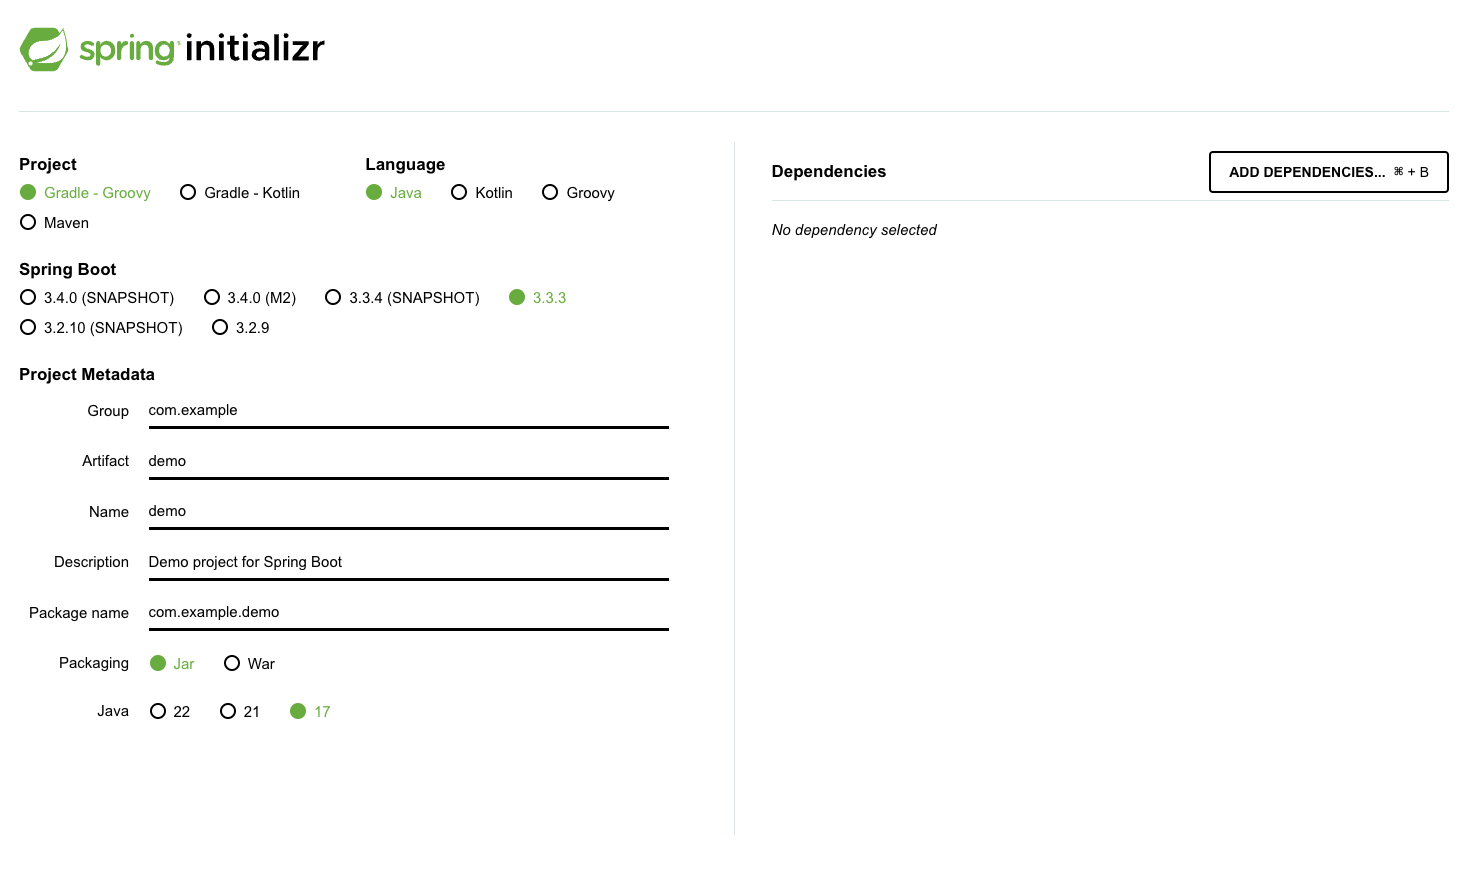 spring initializr
Project
Gradle - Groovy Gradle - Kotlin
Maven
Language
Java Kotlin Groovy
Spring Boot
3.4.0 (SNAPSHOT) 3.4.0 (M2) 3.3.4 (SNAPSHOT) 3.3.3
3.2.10 (SNAPSHOT) 3.2.9
Project Metadata
Group com.example
Artifact demo
Name demo
Description Demo project for Spring Boot
Package name com.example.demo
Packaging Jar War
Java 22 21 17
Dependencies
ADD DEPENDENCIES... ⌘ + B
No dependency selected